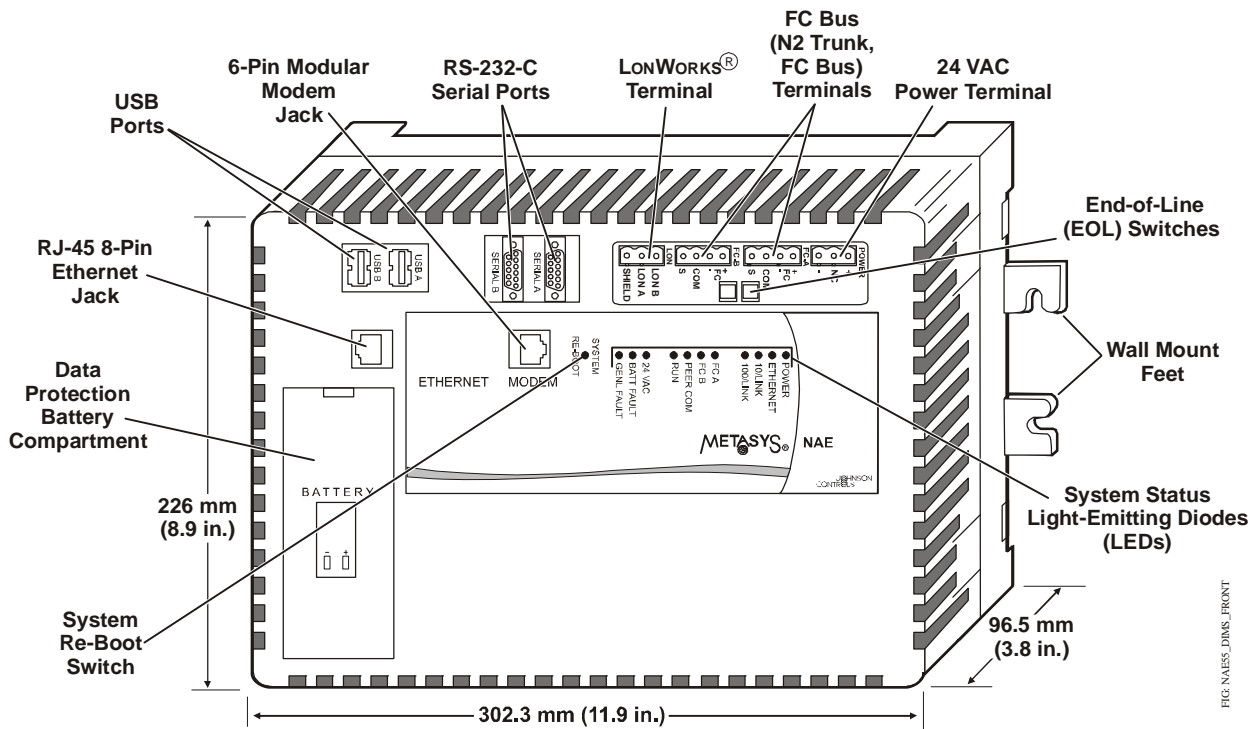 FC Bus
(N2 Trunk,
FC Bus)
Terminals
6-Pin Modular
Modem
Jack
RS-232-C
Serial Ports
LONWORKS®
Terminal
24 VAC
Power Terminal
USB
Ports
End-of-Line
(EOL) Switches
RJ-45 8-Pin
Ethernet
Jack
USB B
USB A
SERIAL B
SERIAL A
LON
SHIELD
LON A
LON B
FC-B
S
COM
-
FC
+
FC-A
S
COM
-
FC
+
POWER
-
+
Wall Mount
Feet
Data
Protection
Battery
Compartment
ETHERNET
MODEM
SYSTEM
RE-BOOT
GENL FAULT
BATT FAULT
24 VAC
RUN
PEER COM
FC B
FC A
100/LINK
10/LINK
ETHERNET
POWER
METASYS® NAE
JOHNSON
CONTROLS
BATTERY
- +
226 mm
(8.9 in.)
System Status
Light-Emitting Diodes
(LEDs)
System
Re-Boot
Switch
96.5 mm
(3.8 in.)
302.3 mm (11.9 in.)
FIG: NAE55_DIMS_FRONT